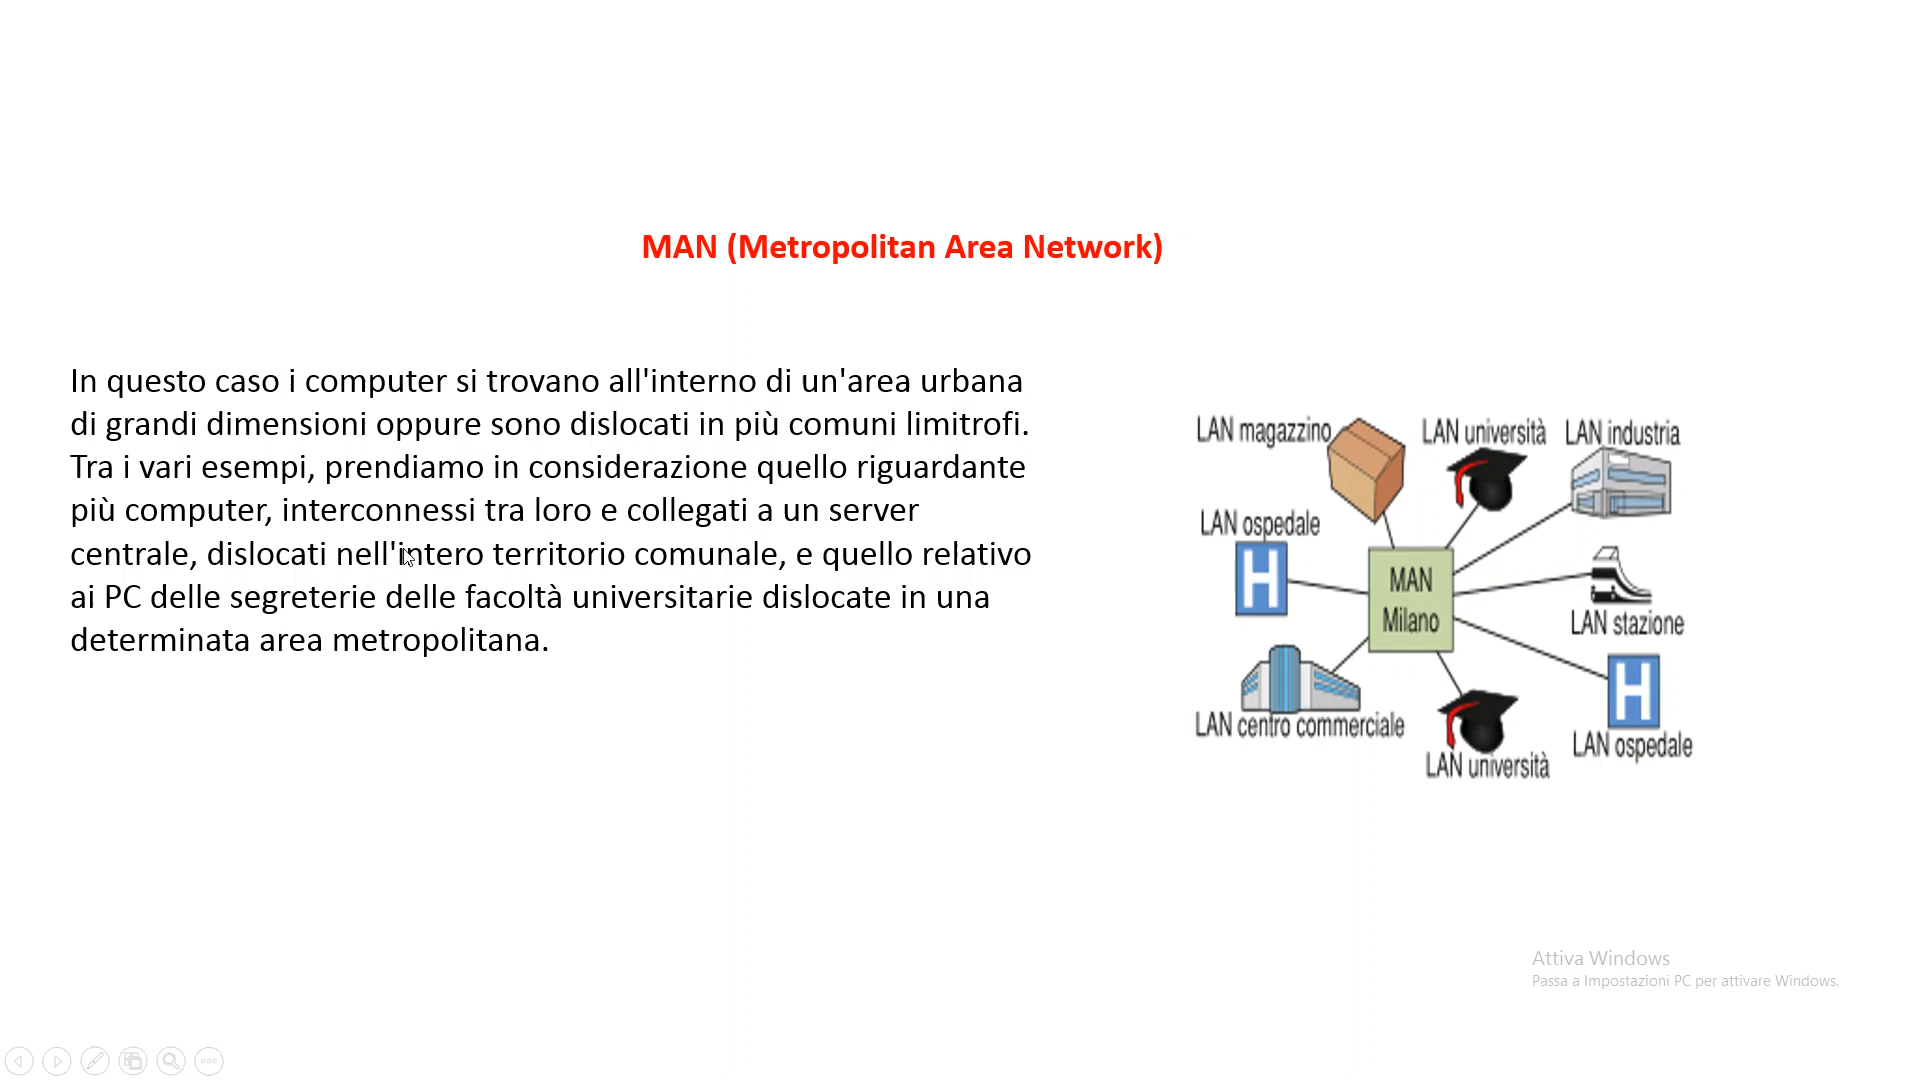 MAN (Metropolitan Area Network)
In questo caso i computer si trovano all'interno di un'area urbana
di grandi dimensioni oppure sono dislocati in più comuni limitrofi.
Tra i vari esempi, prendiamo in considerazione quello riguardante
più computer, interconnessi tra loro e collegati a un server
centrale, dislocati nell'intero territorio comunale, e quello relativo
ai PC delle segreterie delle facoltà universitarie dislocate in una
determinata area metropolitana.
LAN magazzino
LAN università
LAN industria
LAN ospedale
H
MAN
Milano
LAN stazione
H
LAN centro commerciale
LAN ospedale
LAN università
Attiva Windows
Passa a Impostazioni PC per attivare Windows.